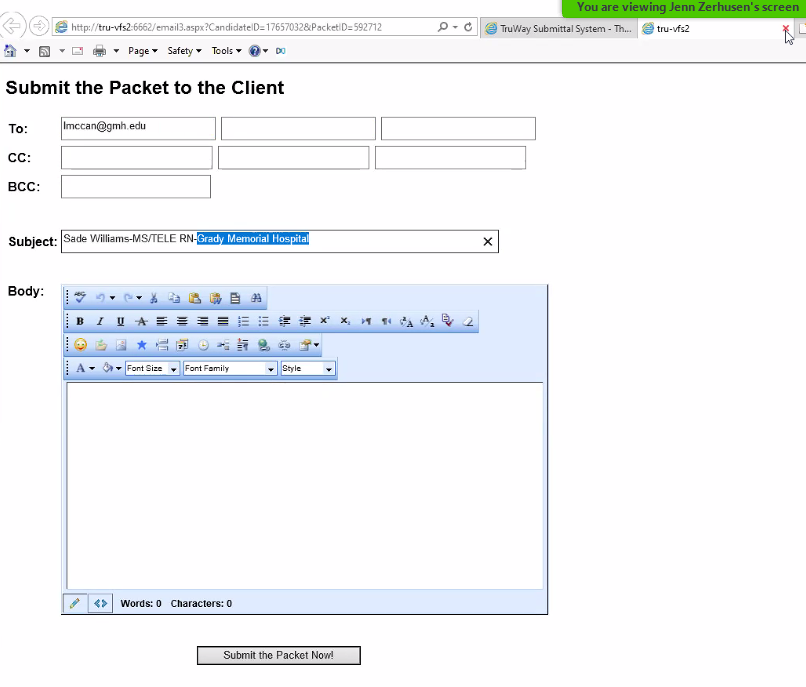 You are viewing Jenn Zerhusen's screen
http://tru-vfs2:6662/email3.aspx?CandidateID=17657032&PacketID=592712
TruWay Submittal System - Th...
tru-vfs2
Page Safety Tools
Submit the Packet to the Client
To: lmccan@gmh.edu
CC:
BCC:
Subject: Sade Williams-MS/TELE RN-Grady Memorial Hospital
Body:
ABC
B I U A
A Font Size Font Family Style
Words: 0 Characters: 0
Submit the Packet Now!